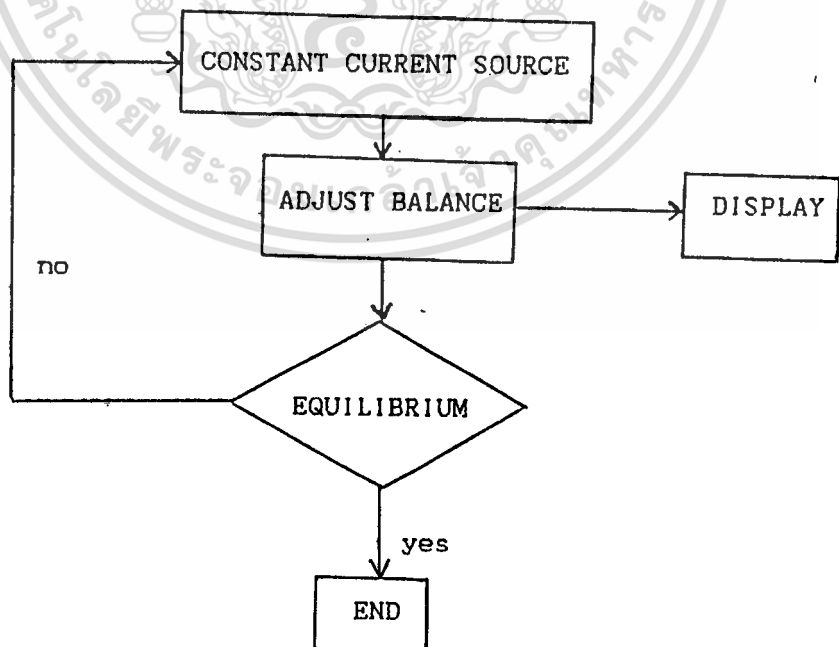 CONSTANT CURRENT SOURCE
ADJUST BALANCE
DISPLAY
no
EQUILIBRIUM
yes
END